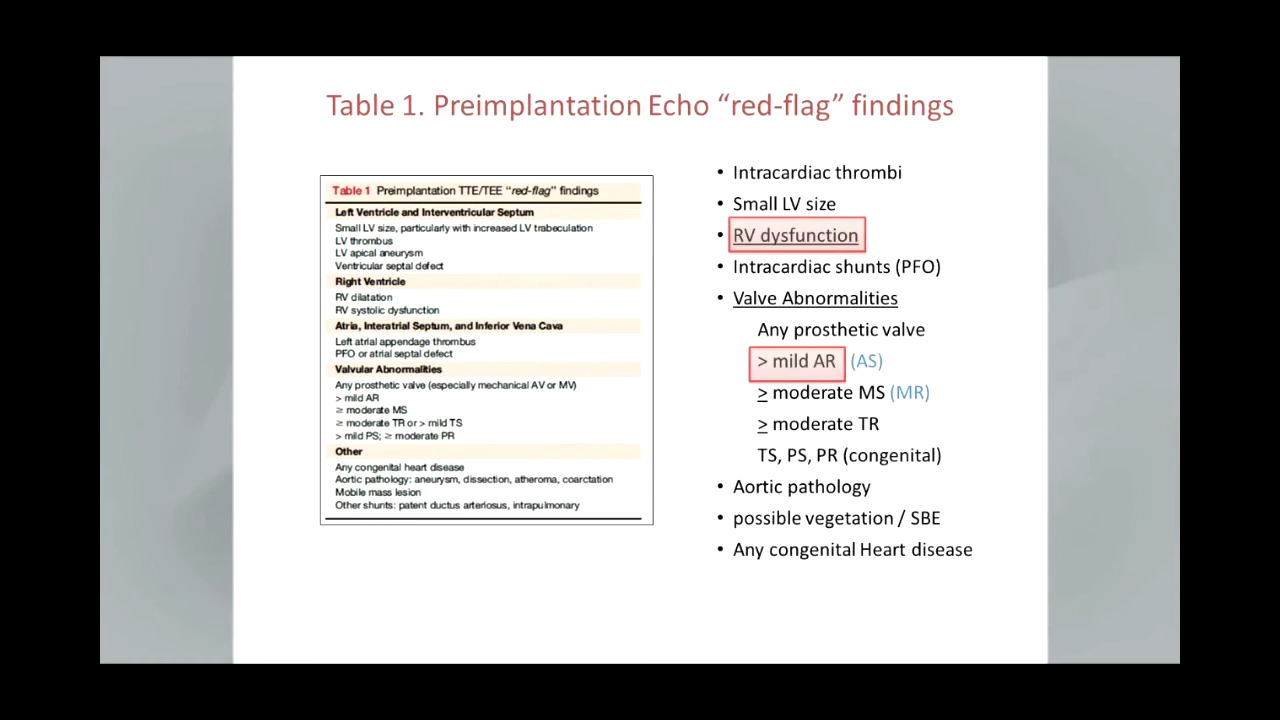 Table 1. Preimplantation Echo “red-flag” findings
Table 1 Preimplantation TTE/TEE “red-flag” findings
Left Ventricle and Interventricular Septum
Small LV size, particularly with increased LV trabeculation
LV thrombus
LV apical aneurysm
Ventricular septal defect
Right Ventricle
RV dilatation
RV systolic dysfunction
Atria, Interatrial Septum, and Inferior Vena Cava
Left atrial appendage thrombus
PFO or atrial septal defect
Valvular Abnormalities
Any prosthetic valve (especially mechanical AV or MV)
> mild AR
≥ moderate MS
≥ moderate TR or > mild TS
> mild PS; ≥ moderate PR
Other
Any congenital heart disease
Aortic pathology: aneurysm, dissection, atheroma, coarctation
Mobile mass lesion
Other shunts: patent ductus arteriosus, intrapulmonary
• Intracardiac thrombi
• Small LV size
• RV dysfunction
• Intracardiac shunts (PFO)
• Valve Abnormalities
Any prosthetic valve
> mild AR (AS)
≥ moderate MS (MR)
≥ moderate TR
TS, PS, PR (congenital)
• Aortic pathology
• possible vegetation / SBE
• Any congenital Heart disease